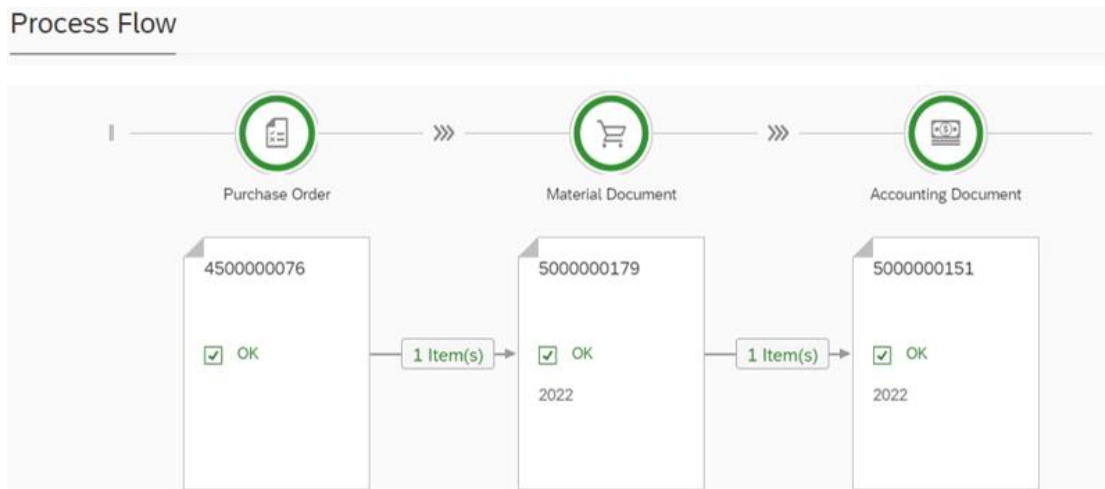 Process Flow
Purchase Order
Material Document
Accounting Document
4500000076
5000000179
5000000151
OK
1 Item(s)
OK
1 Item(s)
OK
2022
2022